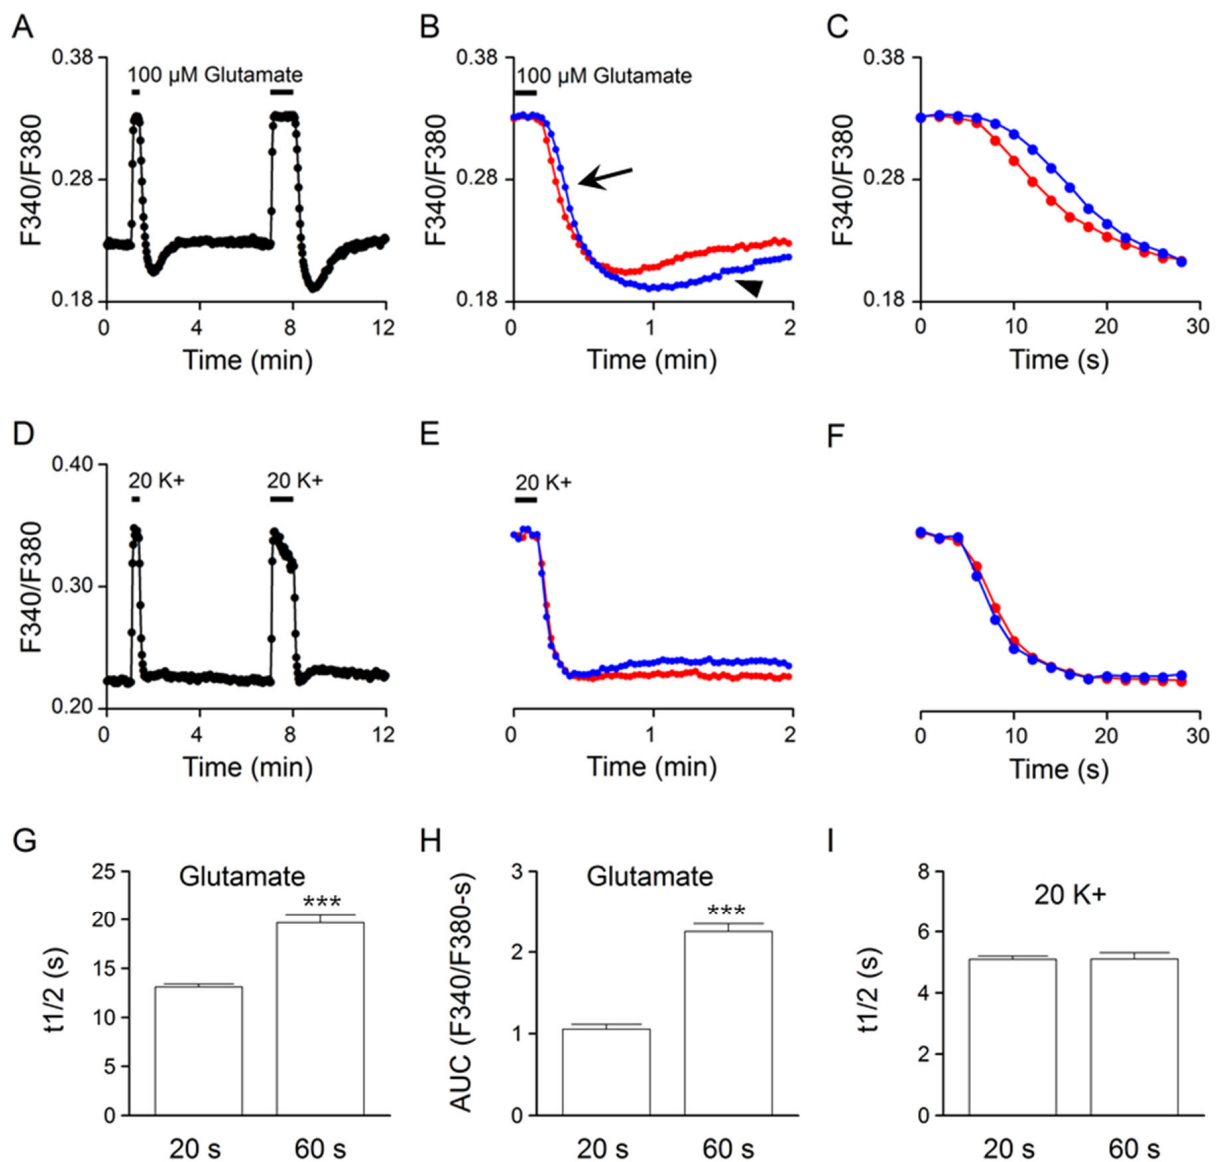 A
B
C
0.38
100 µM Glutamate
F340/F380
0.28
0.18
0
4
8
12
Time (min)
0.38
100 µM Glutamate
F340/F380
0.28
0.18
0
1
2
Time (min)
0.38
F340/F380
0.28
0.18
0
10
20
30
Time (s)
D
E
F
0.40
20 K+
20 K+
F340/F380
0.30
0.20
0
4
8
12
Time (min)
20 K+
0
1
2
Time (min)
0
10
20
30
Time (s)
G
H
I
25
Glutamate
***
20
15
10
5
0
t1/2 (s)
20 s
60 s
3
Glutamate
***
2
1
0
AUC (F340/F380-s)
20 s
60 s
8
20 K+
6
4
2
0
t1/2 (s)
20 s
60 s